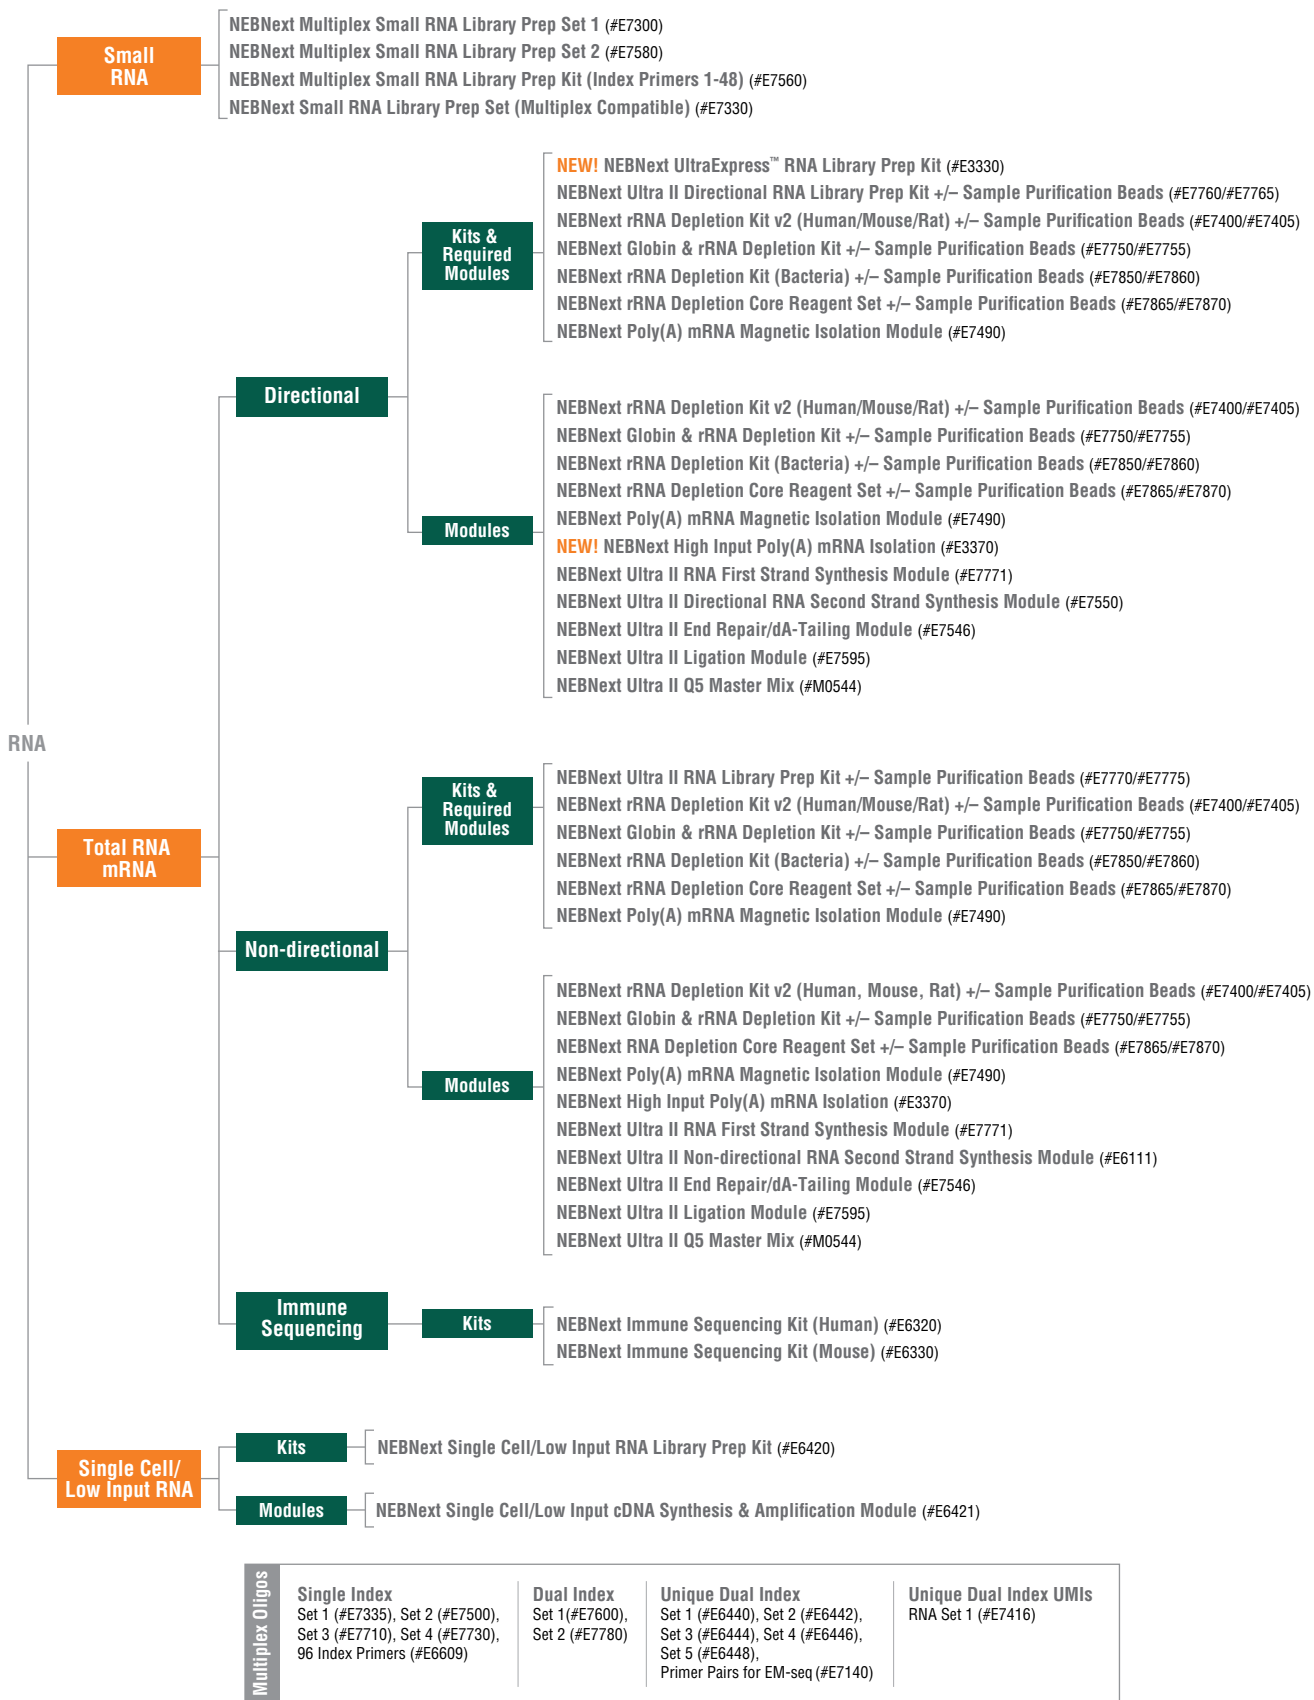 Small
RNA
NEBNext Multiplex Small RNA Library Prep Set 1 (#E7300)
NEBNext Multiplex Small RNA Library Prep Set 2 (#E7580)
NEBNext Multiplex Small RNA Library Prep Kit (Index Primers 1-48) (#E7560)
NEBNext Small RNA Library Prep Set (Multiplex Compatible) (#E7330)
RNA
Total RNA
mRNA
Directional
Kits &
Required
Modules
NEW! NEBNext UltraExpress™ RNA Library Prep Kit (#E3330)
NEBNext Ultra II Directional RNA Library Prep Kit +/– Sample Purification Beads (#E7760/#E7765)
NEBNext rRNA Depletion Kit v2 (Human/Mouse/Rat) +/– Sample Purification Beads (#E7400/#E7405)
NEBNext Globin & rRNA Depletion Kit +/– Sample Purification Beads (#E7750/#E7755)
NEBNext rRNA Depletion Kit (Bacteria) +/– Sample Purification Beads (#E7850/#E7860)
NEBNext rRNA Depletion Core Reagent Set +/– Sample Purification Beads (#E7865/#E7870)
NEBNext Poly(A) mRNA Magnetic Isolation Module (#E7490)
Modules
NEBNext rRNA Depletion Kit v2 (Human/Mouse/Rat) +/– Sample Purification Beads (#E7400/#E7405)
NEBNext Globin & rRNA Depletion Kit +/– Sample Purification Beads (#E7750/#E7755)
NEBNext rRNA Depletion Kit (Bacteria) +/– Sample Purification Beads (#E7850/#E7860)
NEBNext rRNA Depletion Core Reagent Set +/– Sample Purification Beads (#E7865/#E7870)
NEBNext Poly(A) mRNA Magnetic Isolation Module (#E7490)
NEW! NEBNext High Input Poly(A) mRNA Isolation (#E3370)
NEBNext Ultra II RNA First Strand Synthesis Module (#E7771)
NEBNext Ultra II Directional RNA Second Strand Synthesis Module (#E7550)
NEBNext Ultra II End Repair/dA-Tailing Module (#E7546)
NEBNext Ultra II Ligation Module (#E7595)
NEBNext Ultra II Q5 Master Mix (#M0544)
Non-directional
Kits &
Required
Modules
NEBNext Ultra II RNA Library Prep Kit +/– Sample Purification Beads (#E7770/#E7775)
NEBNext rRNA Depletion Kit v2 (Human/Mouse/Rat) +/– Sample Purification Beads (#E7400/#E7405)
NEBNext Globin & rRNA Depletion Kit +/– Sample Purification Beads (#E7750/#E7755)
NEBNext rRNA Depletion Kit (Bacteria) +/– Sample Purification Beads (#E7850/#E7860)
NEBNext rRNA Depletion Core Reagent Set +/– Sample Purification Beads (#E7865/#E7870)
NEBNext Poly(A) mRNA Magnetic Isolation Module (#E7490)
Modules
NEBNext rRNA Depletion Kit v2 (Human, Mouse, Rat) +/– Sample Purification Beads (#E7400/#E7405)
NEBNext Globin & rRNA Depletion Kit +/– Sample Purification Beads (#E7750/#E7755)
NEBNext RNA Depletion Core Reagent Set +/– Sample Purification Beads (#E7865/#E7870)
NEBNext Poly(A) mRNA Magnetic Isolation Module (#E7490)
NEBNext High Input Poly(A) mRNA Isolation (#E3370)
NEBNext Ultra II RNA First Strand Synthesis Module (#E7771)
NEBNext Ultra II Non-directional RNA Second Strand Synthesis Module (#E6111)
NEBNext Ultra II End Repair/dA-Tailing Module (#E7546)
NEBNext Ultra II Ligation Module (#E7595)
NEBNext Ultra II Q5 Master Mix (#M0544)
Immune
Sequencing
Kits
NEBNext Immune Sequencing Kit (Human) (#E6320)
NEBNext Immune Sequencing Kit (Mouse) (#E6330)
Single Cell/
Low Input RNA
Kits
NEBNext Single Cell/Low Input RNA Library Prep Kit (#E6420)
Modules
NEBNext Single Cell/Low Input cDNA Synthesis & Amplification Module (#E6421)
Multiplex Oligos
Single Index
Set 1 (#E7335), Set 2 (#E7500),
Set 3 (#E7710), Set 4 (#E7730),
96 Index Primers (#E6609)
Dual Index
Set 1(#E7600),
Set 2 (#E7780)
Unique Dual Index
Set 1 (#E6440), Set 2 (#E6442),
Set 3 (#E6444), Set 4 (#E6446),
Set 5 (#E6448),
Primer Pairs for EM-seq (#E7140)
Unique Dual Index UMIs
RNA Set 1 (#E7416)